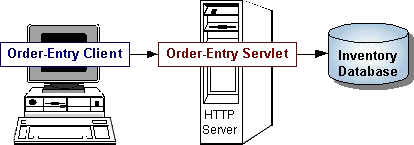 Order-Entry Client
Order-Entry Servlet
Inventory
Database
HTTP
Server